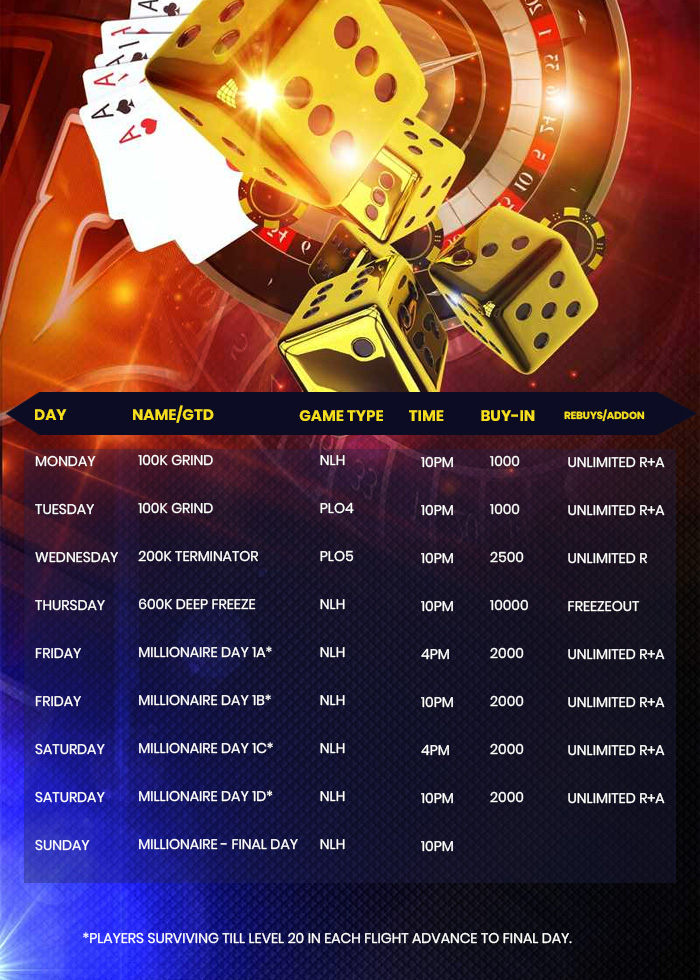 DAY NAME/GTD GAME TYPE TIME BUY-IN REBUYS/ADDON
MONDAY 100K GRIND NLH 10PM 1000 UNLIMITED R+A
TUESDAY 100K GRIND PLO4 10PM 1000 UNLIMITED R+A
WEDNESDAY 200K TERMINATOR PLO5 10PM 2500 UNLIMITED R
THURSDAY 600K DEEP FREEZE NLH 10PM 10000 FREEZEOUT
FRIDAY MILLIONAIRE DAY 1A* NLH 4PM 2000 UNLIMITED R+A
FRIDAY MILLIONAIRE DAY 1B* NLH 10PM 2000 UNLIMITED R+A
SATURDAY MILLIONAIRE DAY 1C* NLH 4PM 2000 UNLIMITED R+A
SATURDAY MILLIONAIRE DAY 1D* NLH 10PM 2000 UNLIMITED R+A
SUNDAY MILLIONAIRE - FINAL DAY NLH 10PM
*PLAYERS SURVIVING TILL LEVEL 20 IN EACH FLIGHT ADVANCE TO FINAL DAY.